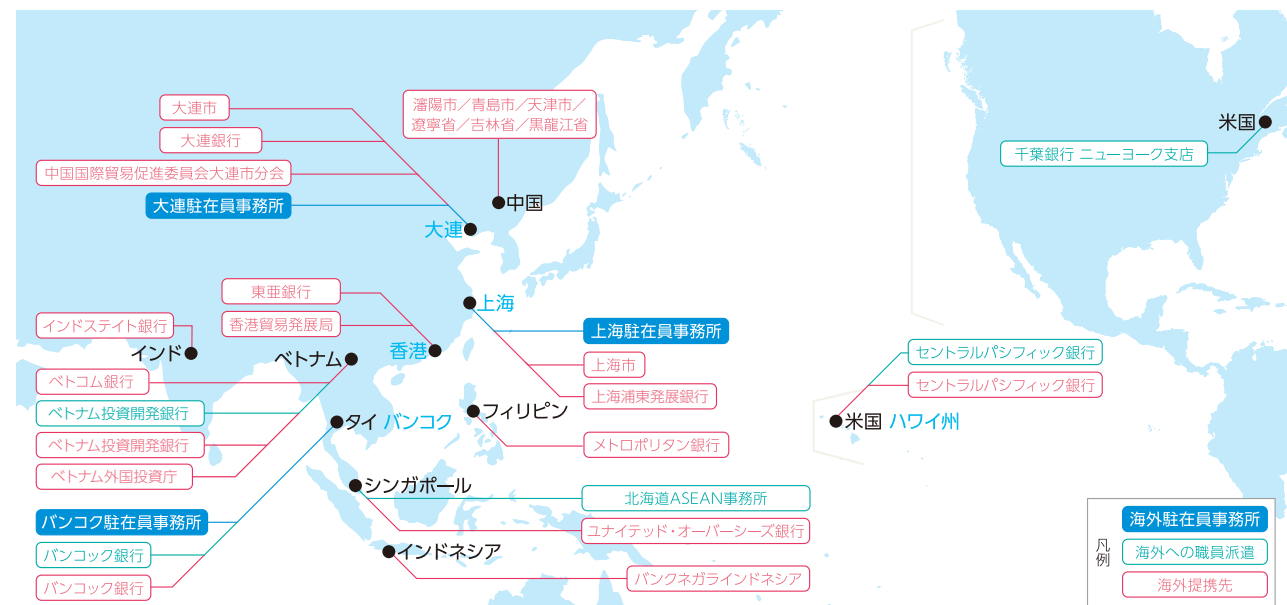 大連市
大連銀行
中国国際貿易促進委員会大連市分会
大連駐在員事務所
大連
瀋陽市／青島市／天津市／
遼寧省／吉林省／黒龍江省
中国
東亜銀行
香港貿易発展局
香港
上海
上海駐在員事務所
上海市
上海浦東発展銀行
インドステイト銀行
インド
ベトナム
ベトコム銀行
ベトナム投資開発銀行
ベトナム投資開発銀行
ベトナム外国投資庁
タイ バンコク
バンコク駐在員事務所
バンコック銀行
バンコック銀行
フィリピン
メトロポリタン銀行
シンガポール
北海道ASEAN事務所
ユナイテッド・オーバーシーズ銀行
インドネシア
バンクネガラインドネシア
米国
千葉銀行 ニューヨーク支店
セントラルパシフィック銀行
セントラルパシフィック銀行
米国 ハワイ州
凡例
海外駐在員事務所
海外への職員派遣
海外提携先